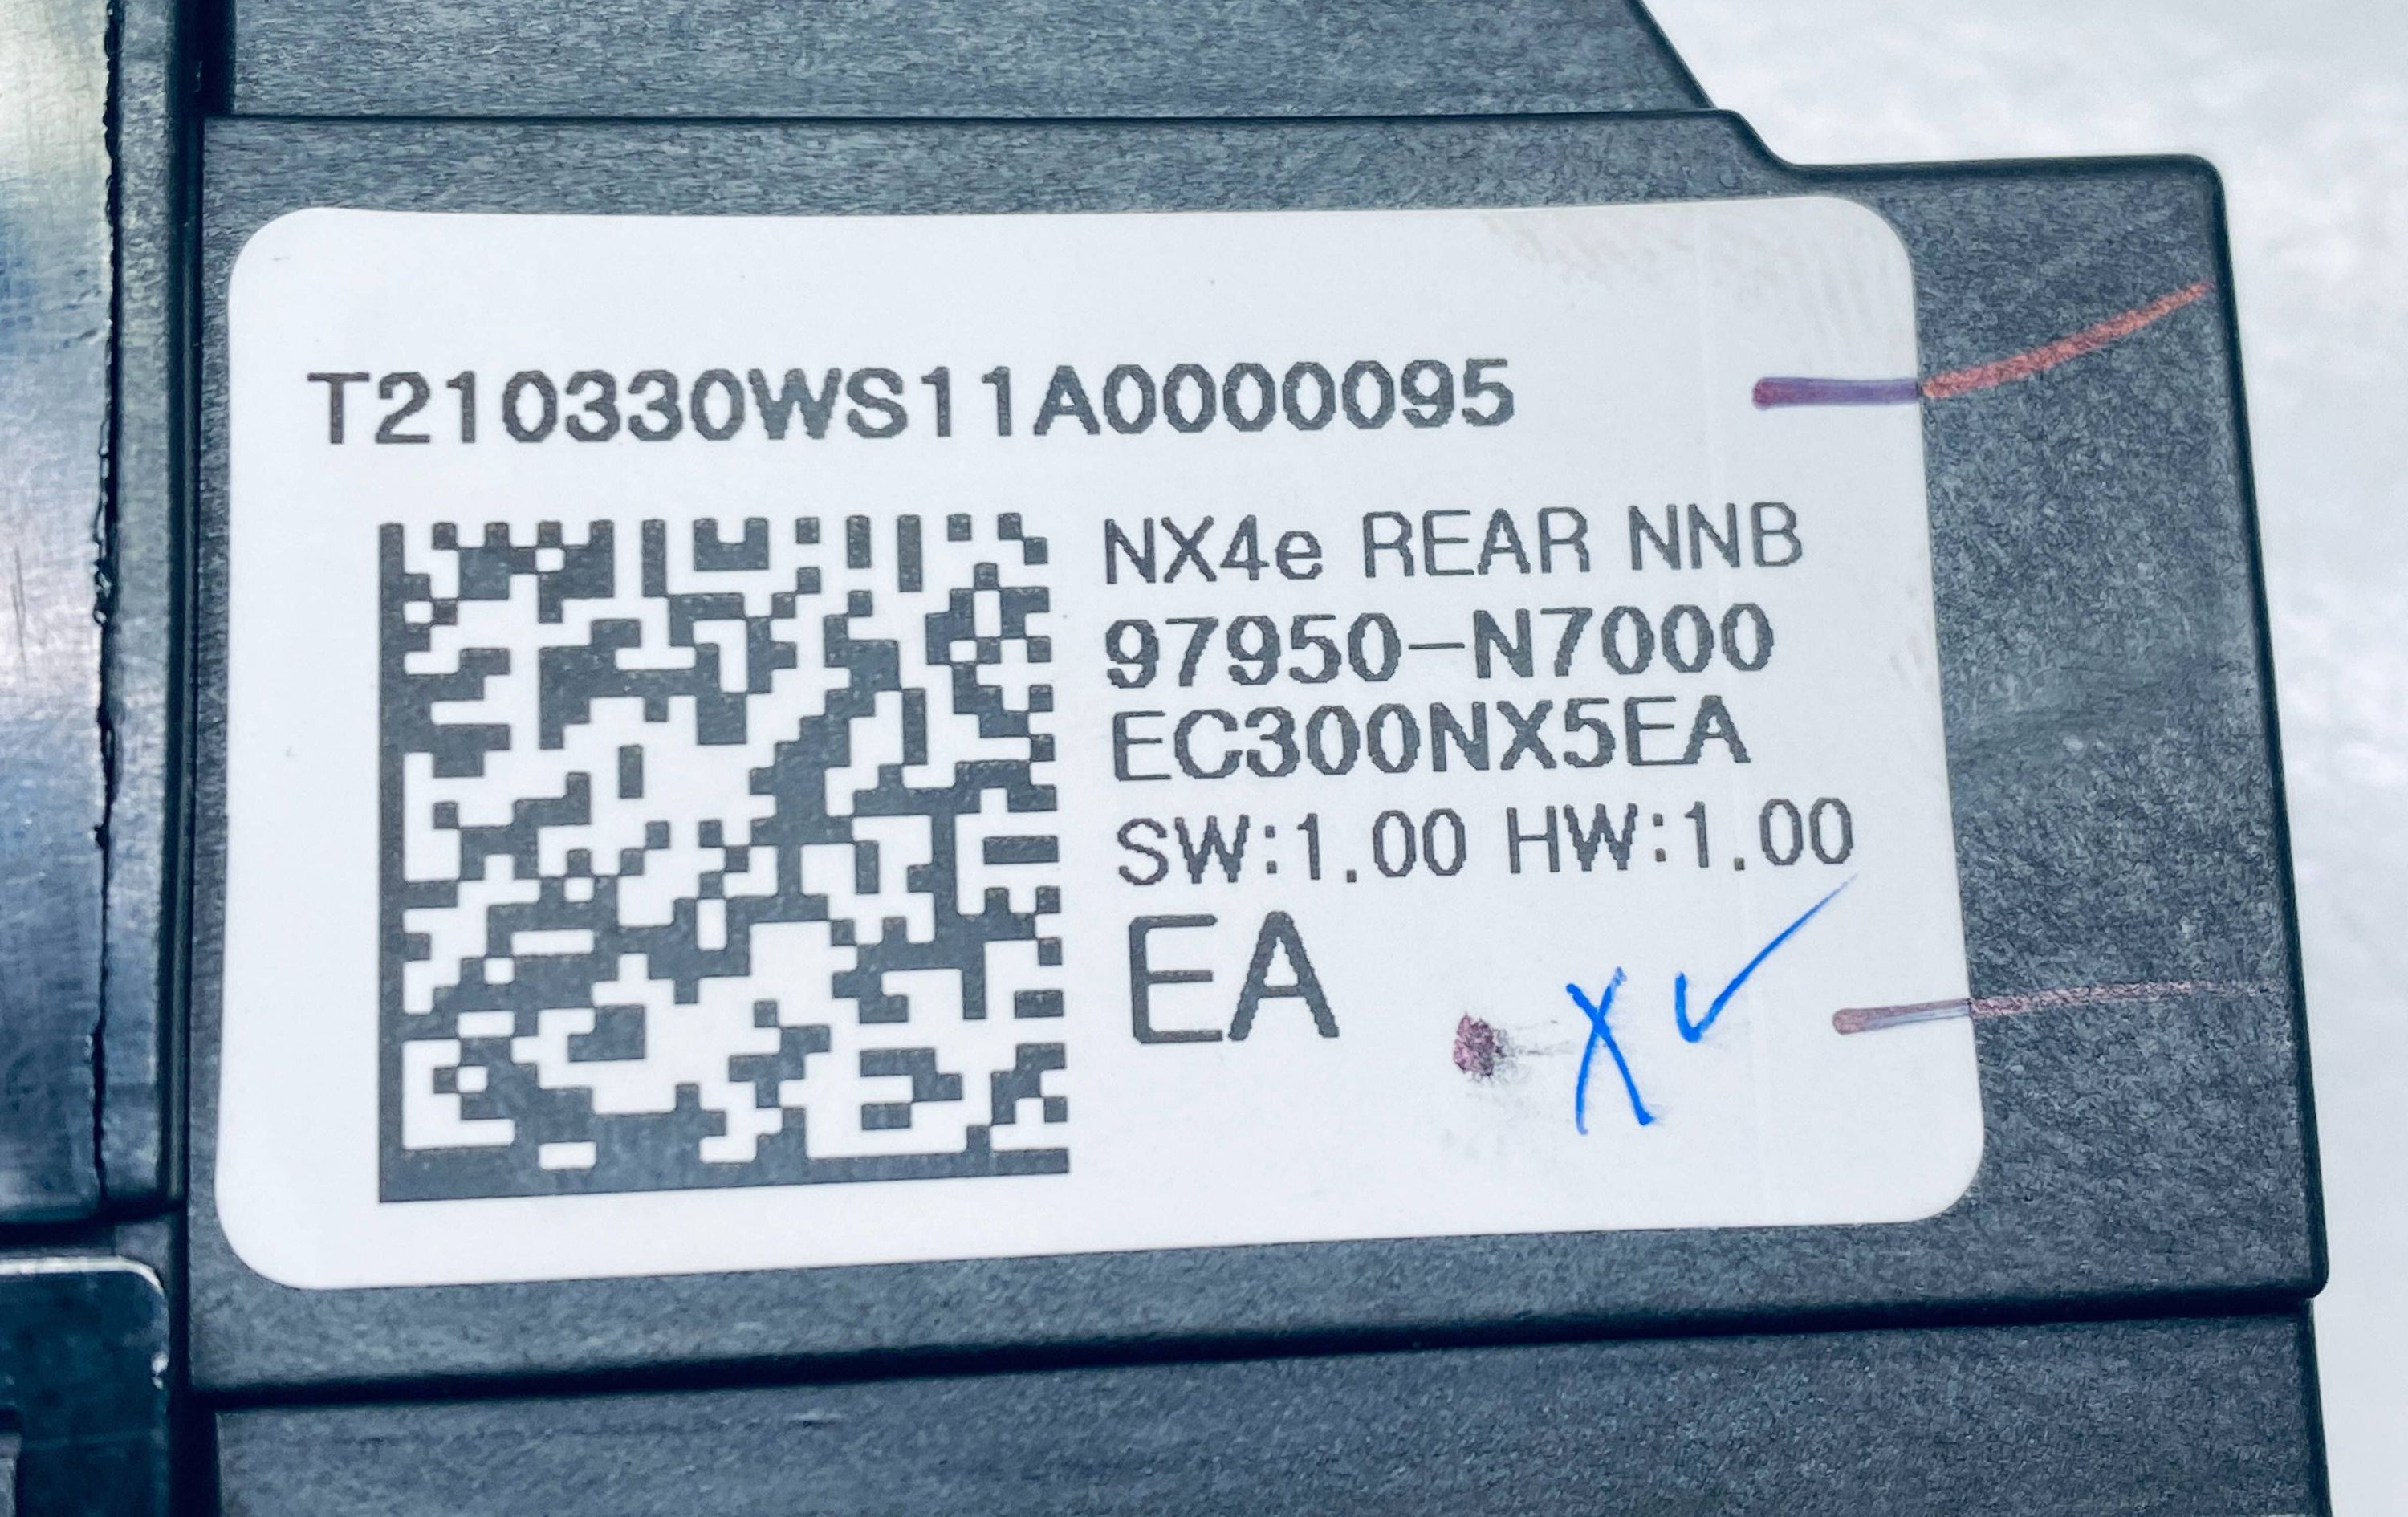 T210330WS11A0000095
NX4e REAR NNB
97950-N7000
EC300NX5EA
SW:1.00 HW:1.00
EA
X ✓